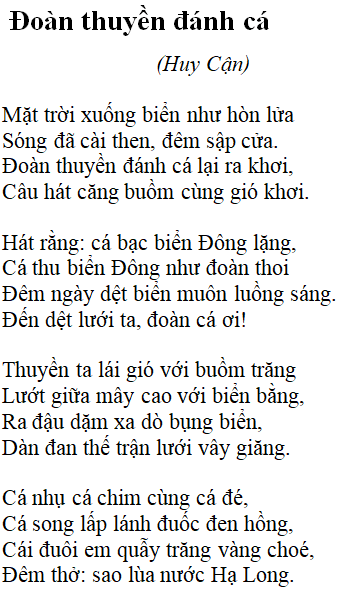 Đoàn thuyền đánh cá
(Huy Cận)
Mặt trời xuống biển như hòn lửa
Sóng đã cài then, đêm sập cửa.
Đoàn thuyền đánh cá lại ra khơi,
Câu hát căng buồm cùng gió khơi.
Hát rằng: cá bạc biển Đông lặng,
Cá thu biển Đông như đoàn thoi
Đêm ngày dệt biển muôn luồng sáng.
Đến dệt lưới ta, đoàn cá ơi!
Thuyền ta lái gió với buồm trăng
Lướt giữa mây cao với biển bằng,
Ra đậu dặm xa dò bụng biển,
Dàn đan thế trận lưới vây giăng.
Cá nhụ cá chim cùng cá đé,
Cá song lấp lánh đuốc đen hồng,
Cái đuôi em quẫy trăng vàng choé,
Đêm thở: sao lùa nước Hạ Long.